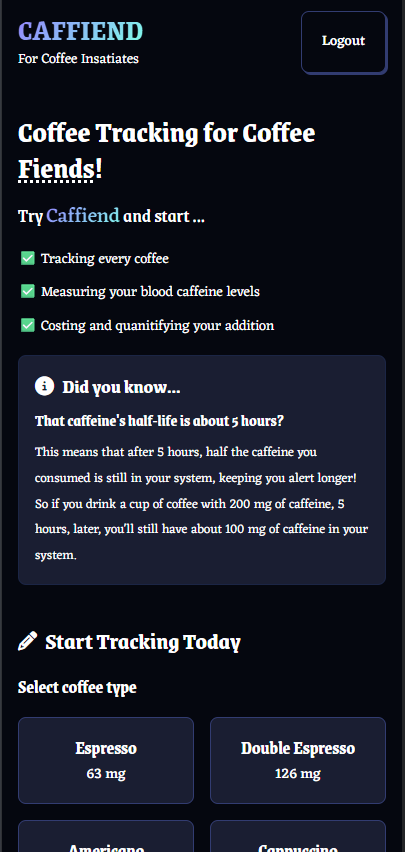 CAFFIEND
For Coffee Insatiates
Logout
Coffee Tracking for Coffee
Fiends!
Try Caffiend and start ...
Tracking every coffee
Measuring your blood caffeine levels
Costing and quanitifying your addition
Did you know...
That caffeine's half-life is about 5 hours?
This means that after 5 hours, half the caffeine you
consumed is still in your system, keeping you alert longer!
So if you drink a cup of coffee with 200 mg of caffeine, 5
hours, later, you'll still have about 100 mg of caffeine in your
system.
Start Tracking Today
Select coffee type
Espresso
63 mg
Double Espresso
126 mg
Americano
Cappuccino